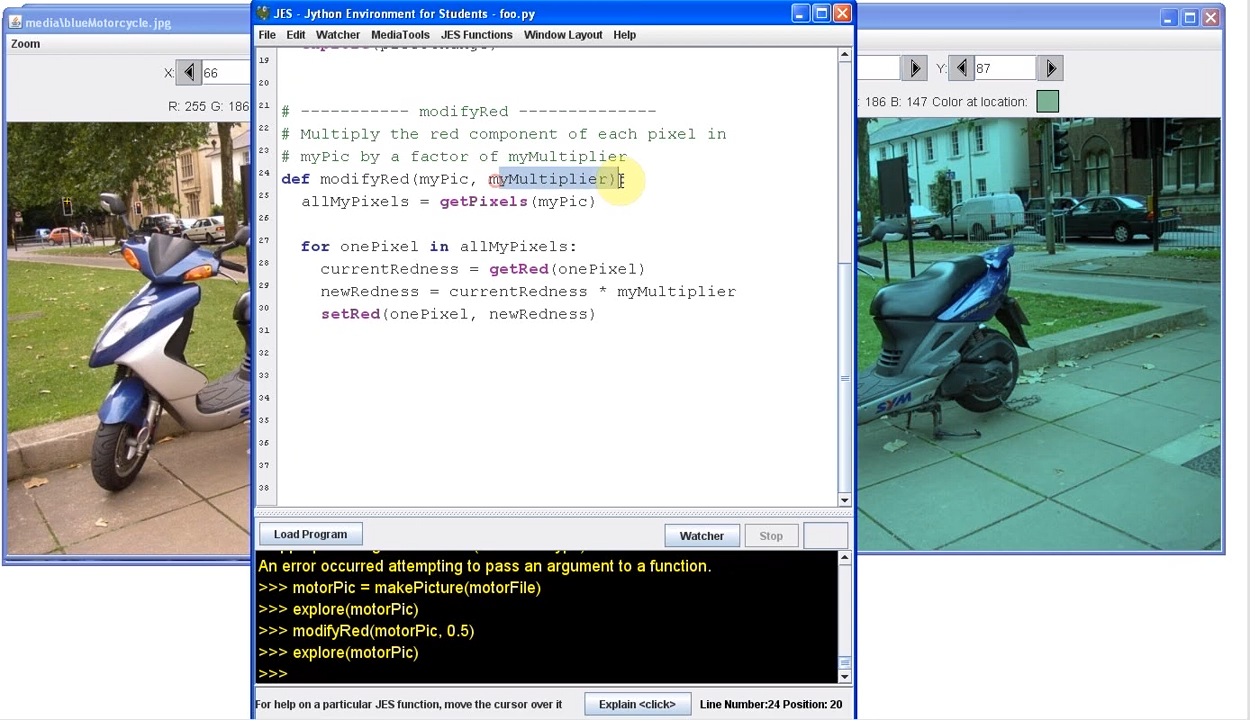 media\blueMotorcycle.jpg
Zoom
X: 66
R: 255 G: 186
JES - Jython Environment for Students - foo.py
File Edit Watcher MediaTools JES Functions Window Layout Help
19
20
21 # ----------- modifyRed --------------
22 # Multiply the red component of each pixel in
23 # myPic by a factor of myMultiplier
24 def modifyRed(myPic, myMultiplier):
25 allMyPixels = getPixels(myPic)
26
27 for onePixel in allMyPixels:
28 currentRedness = getRed(onePixel)
29 newRedness = currentRedness * myMultiplier
30 setRed(onePixel, newRedness)
31
32
33
34
35
36
37
38
Load Program Watcher Stop
An error occurred attempting to pass an argument to a function.
>>> motorPic = makePicture(motorFile)
>>> explore(motorPic)
>>> modifyRed(motorPic, 0.5)
>>> explore(motorPic)
>>>
For help on a particular JES function, move the cursor over it Explain <click> Line Number:24 Position: 20
Y: 87
: 186 B: 147 Color at location:
SYM
SYM